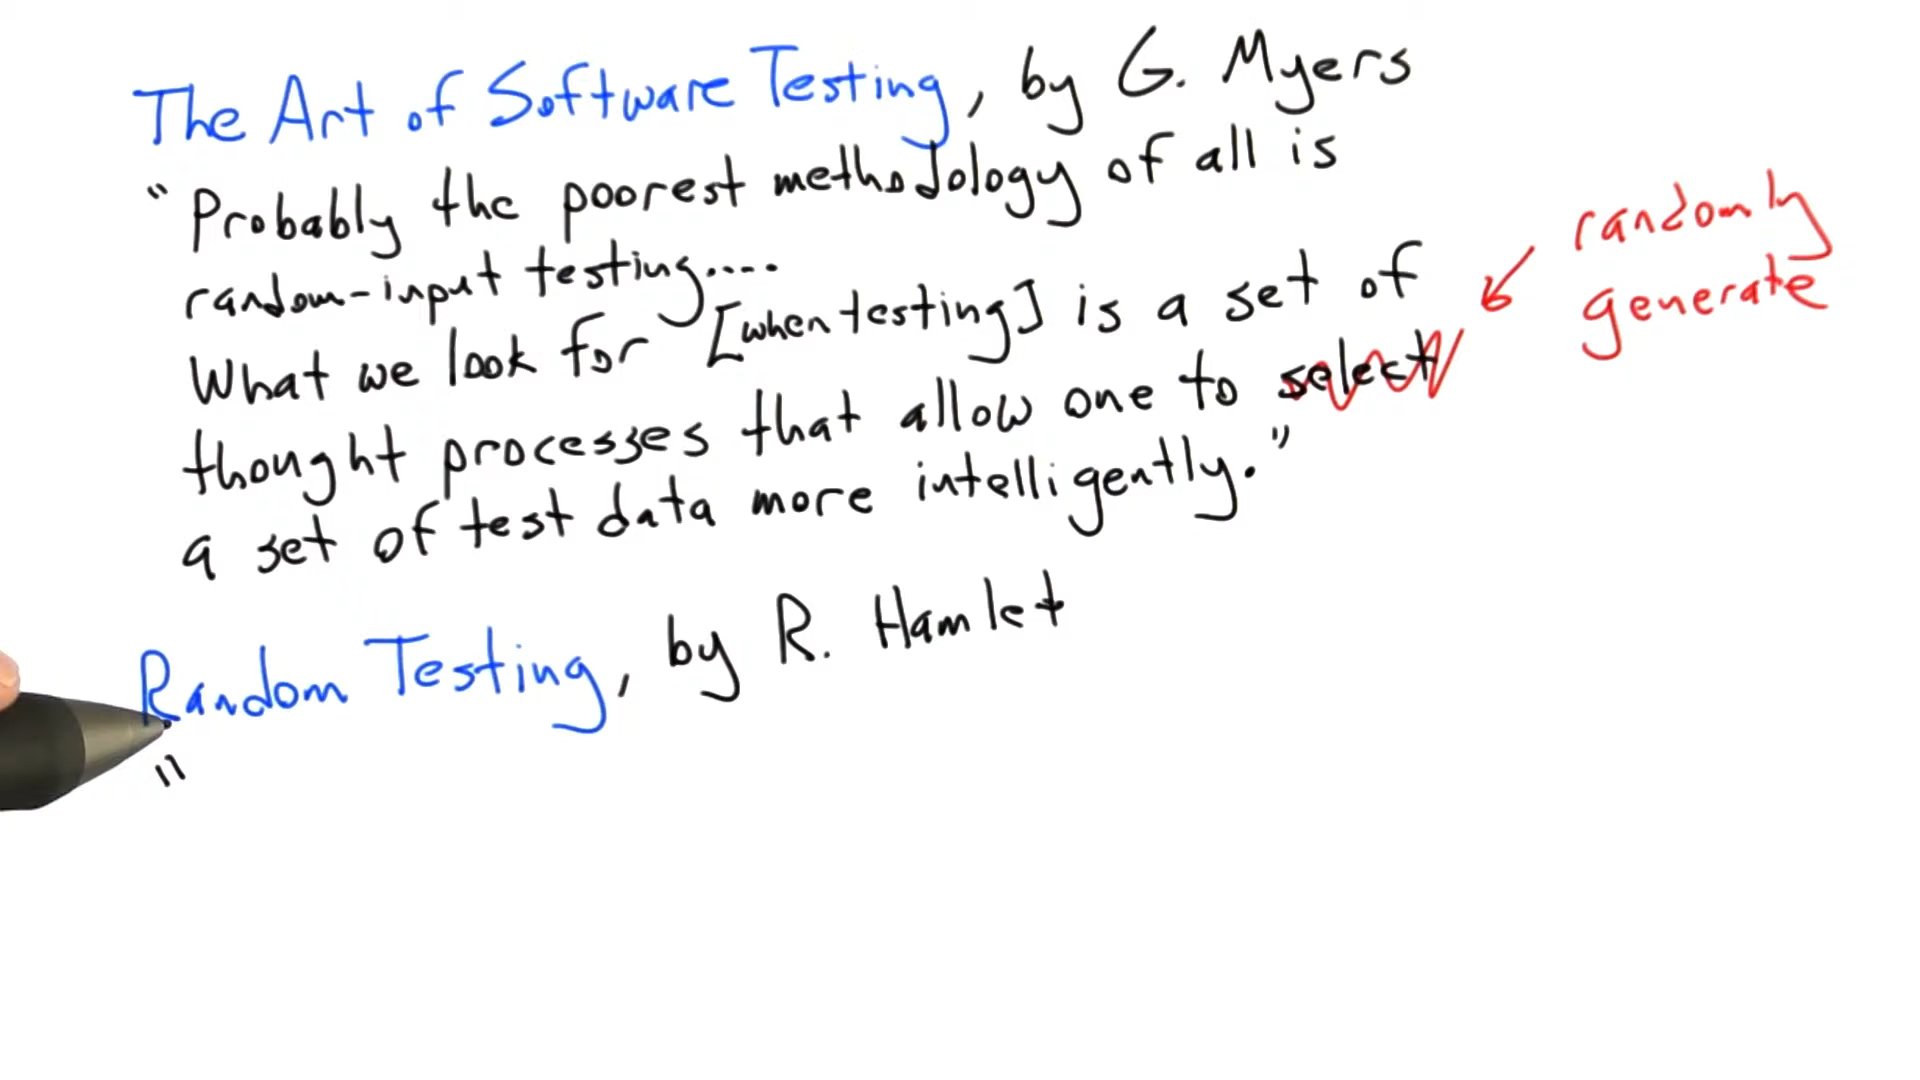 The Art of Software Testing, by G. Myers
"Probably the poorest methodology of all is
random-input testing....
What we look for [when testing] is a set of
thought processes that allow one to select
randomly
generate
a set of test data more intelligently."
Random Testing, by R. Hamlet
"